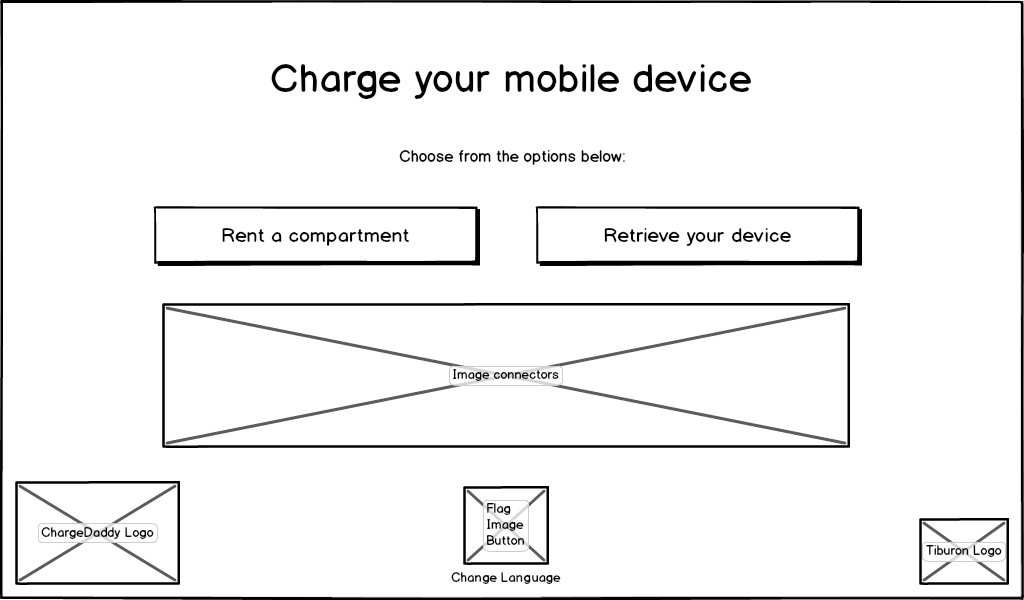 Charge your mobile device
Choose from the options below:
Rent a compartment
Retrieve your device
Image connectors
ChargeDaddy Logo
Flag
Image
Button
Change Language
Tiburon Logo